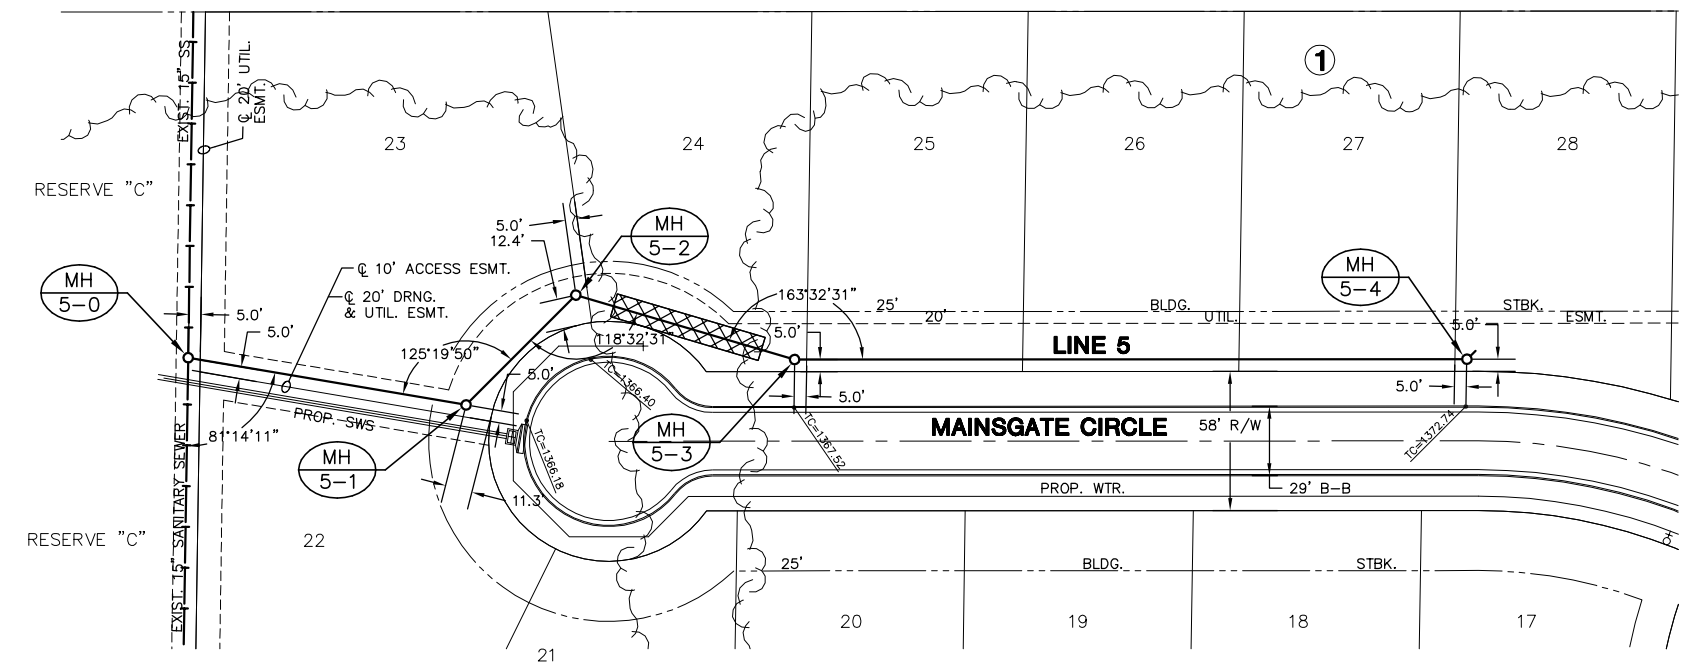 1
EXIST. 15" SS
℄ 20' UTIL.
ESMT.
23
24
25
26
27
28
RESERVE "C"
5.0'
12.4'
MH
5-2
MH
5-0
℄ 10' ACCESS ESMT.
℄ 20' DRNG.
& UTIL. ESMT.
MH
5-4
163°32'31"
25'
BLDG.
STBK.
20'
UTIL.
ESMT.
5.0'
5.0'
125°19'50"
T18°32'31"
5.0'
5.0'
LINE 5
TC=1366.40
5.0'
5.0'
5.0'
PROP. SWS
81°14'11"
TC=1367.52
MAINSGATE CIRCLE
58' R/W
TC=1372.74
MH
5-3
MH
5-1
TC=1366.18
11.3'
PROP. WTR.
29' B-B
EXIST. 15" SANITARY SEWER
RESERVE "C"
22
25'
BLDG.
STBK.
21
20
19
18
17